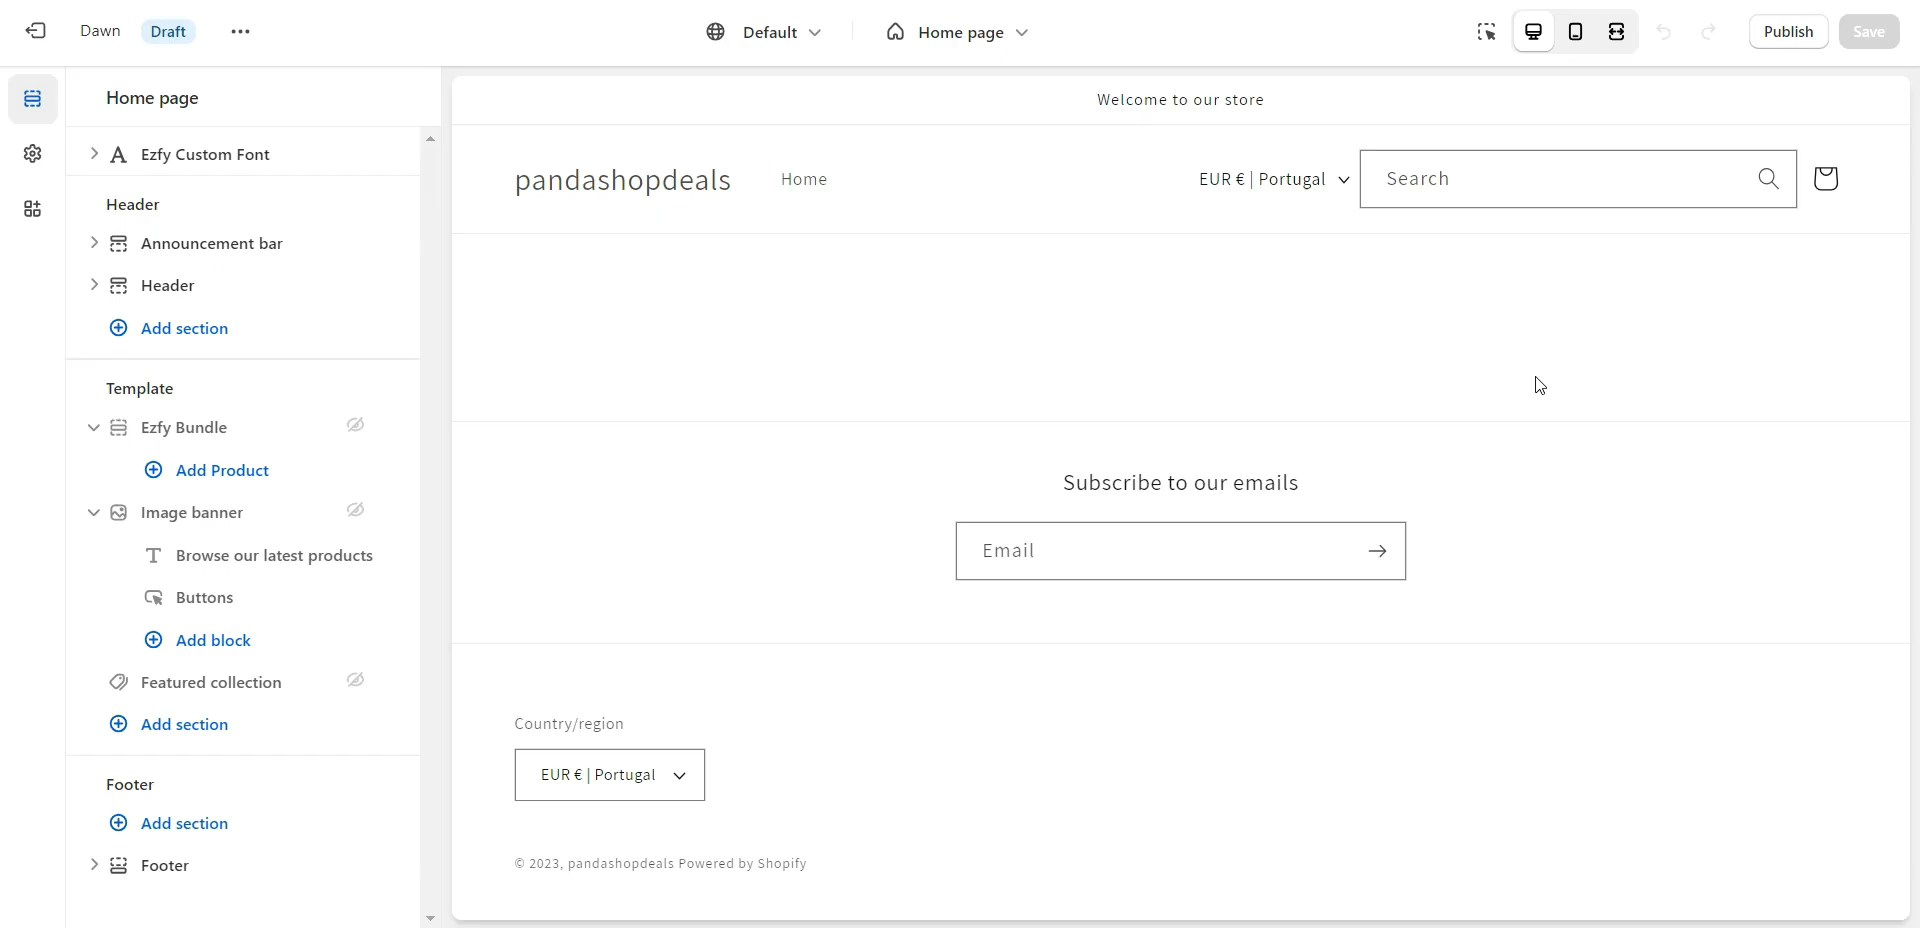 Dawn Draft Default Home page Publish Save
Home page
Ezfy Custom Font
Header
Announcement bar
Header
Add section
Template
Ezfy Bundle
Add Product
Image banner
Browse our latest products
Buttons
Add block
Featured collection
Add section
Footer
Add section
Footer
Welcome to our store
pandashopdeals Home EUR € | Portugal Search
Subscribe to our emails
Email
Country/region
EUR € | Portugal
© 2023, pandashopdeals Powered by Shopify